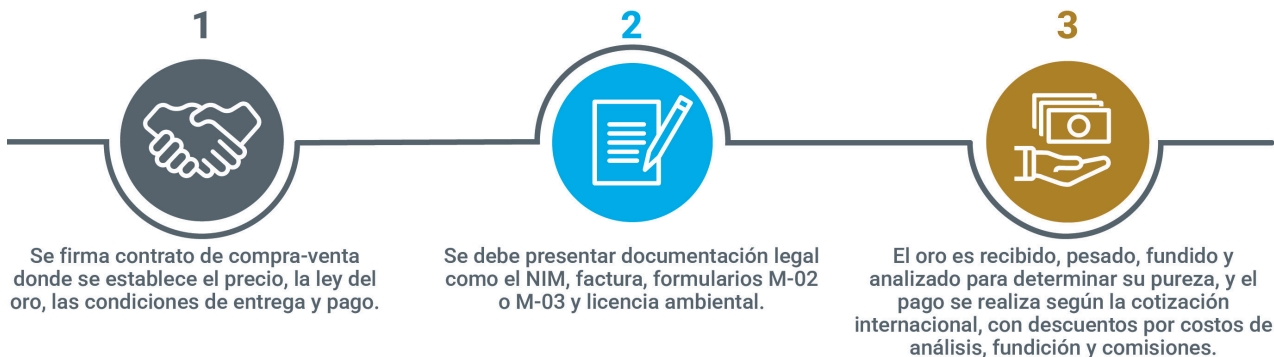 1
Se firma contrato de compra-venta
donde se establece el precio, la ley del
oro, las condiciones de entrega y pago.
2
Se debe presentar documentación legal
como el NIM, factura, formularios M-02
o M-03 y licencia ambiental.
3
El oro es recibido, pesado, fundido y
analizado para determinar su pureza, y el
pago se realiza según la cotización
internacional, con descuentos por costos de
análisis, fundición y comisiones.